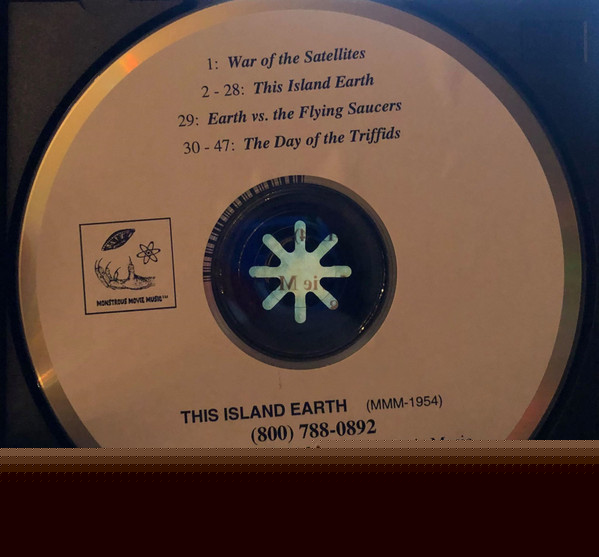 1: War of the Satellites
2 - 28: This Island Earth
29: Earth vs. the Flying Saucers
30 - 47: The Day of the Triffids
MONSTROUS MOVIE MUSIC™
THIS ISLAND EARTH (MMM-1954)
(800) 788-0892